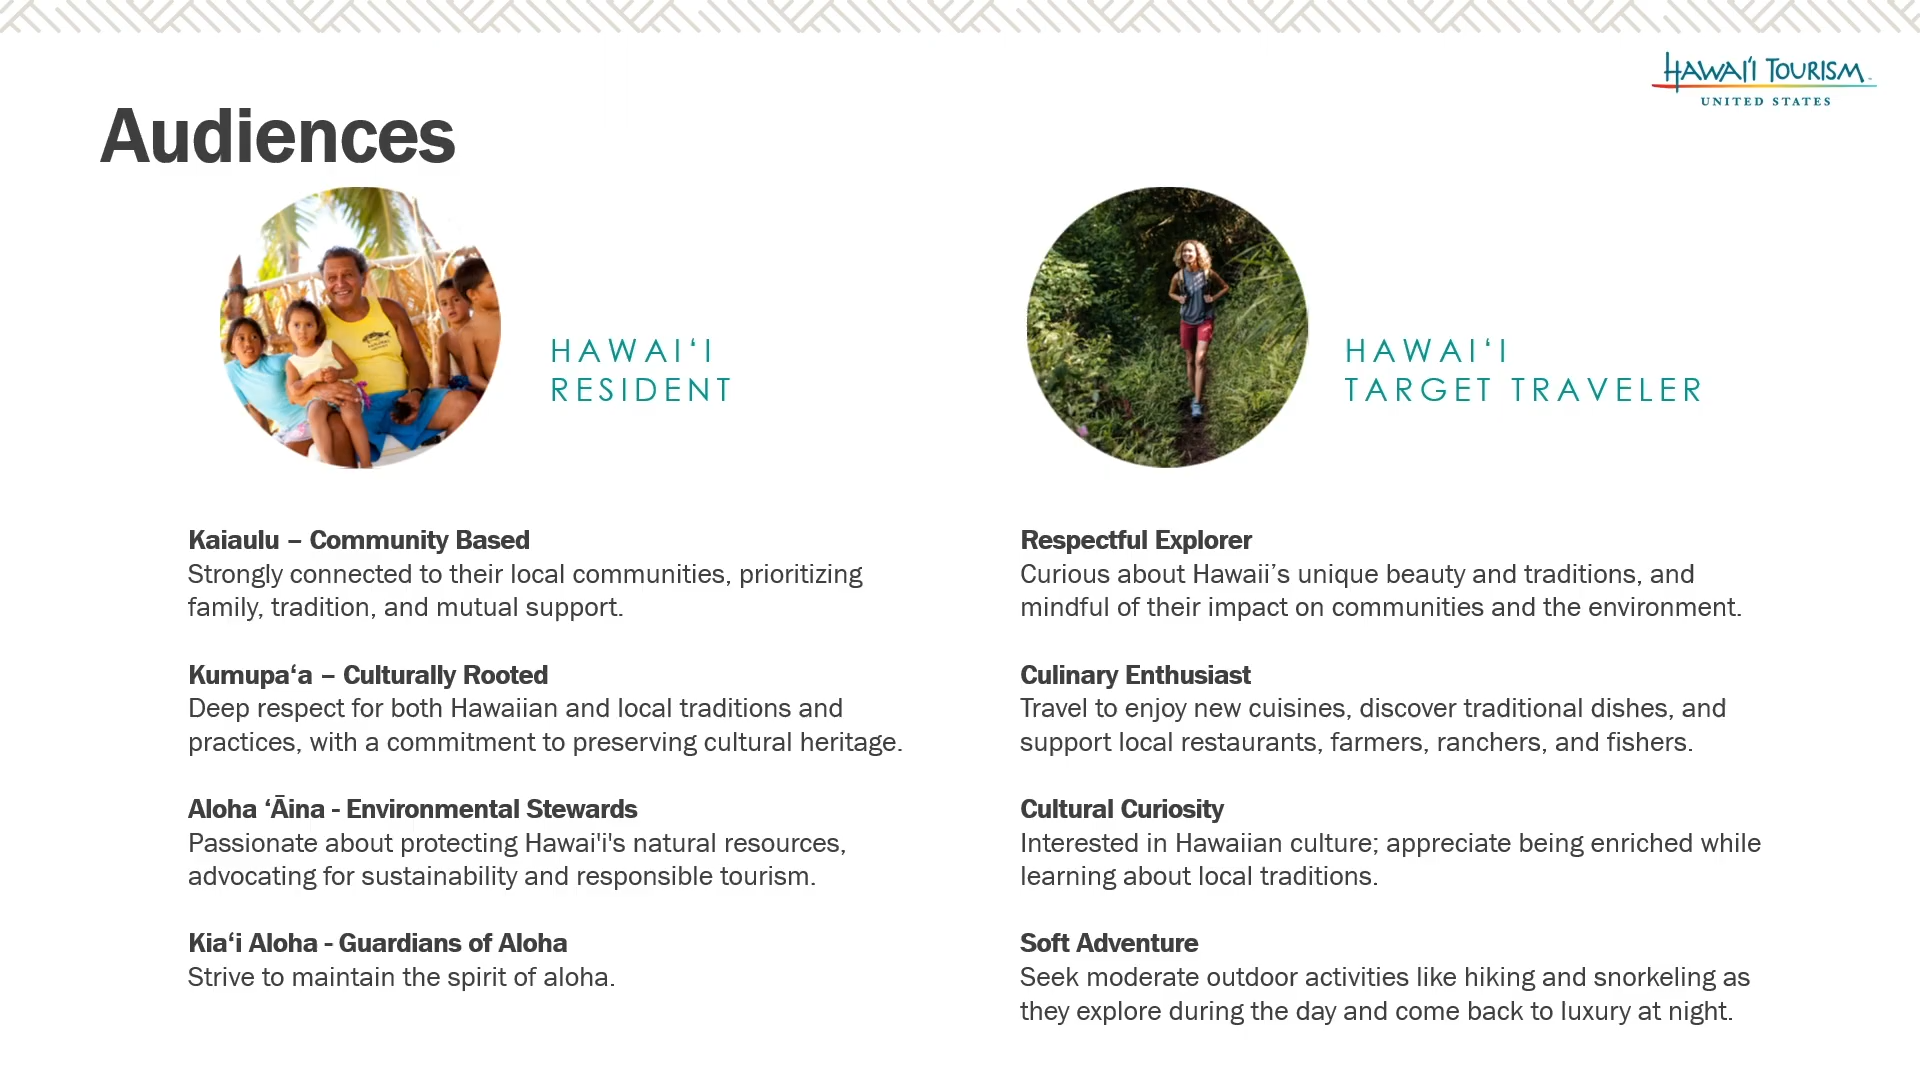 HAWAIʻI TOURISM
UNITED STATES
Audiences
HAWAIʻI
RESIDENT
Kaiaulu – Community Based
Strongly connected to their local communities, prioritizing
family, tradition, and mutual support.
Kumupaʻa – Culturally Rooted
Deep respect for both Hawaiian and local traditions and
practices, with a commitment to preserving cultural heritage.
Aloha ʻĀina - Environmental Stewards
Passionate about protecting Hawai'i's natural resources,
advocating for sustainability and responsible tourism.
Kiaʻi Aloha - Guardians of Aloha
Strive to maintain the spirit of aloha.
HAWAIʻI
TARGET TRAVELER
Respectful Explorer
Curious about Hawaii’s unique beauty and traditions, and
mindful of their impact on communities and the environment.
Culinary Enthusiast
Travel to enjoy new cuisines, discover traditional dishes, and
support local restaurants, farmers, ranchers, and fishers.
Cultural Curiosity
Interested in Hawaiian culture; appreciate being enriched while
learning about local traditions.
Soft Adventure
Seek moderate outdoor activities like hiking and snorkeling as
they explore during the day and come back to luxury at night.